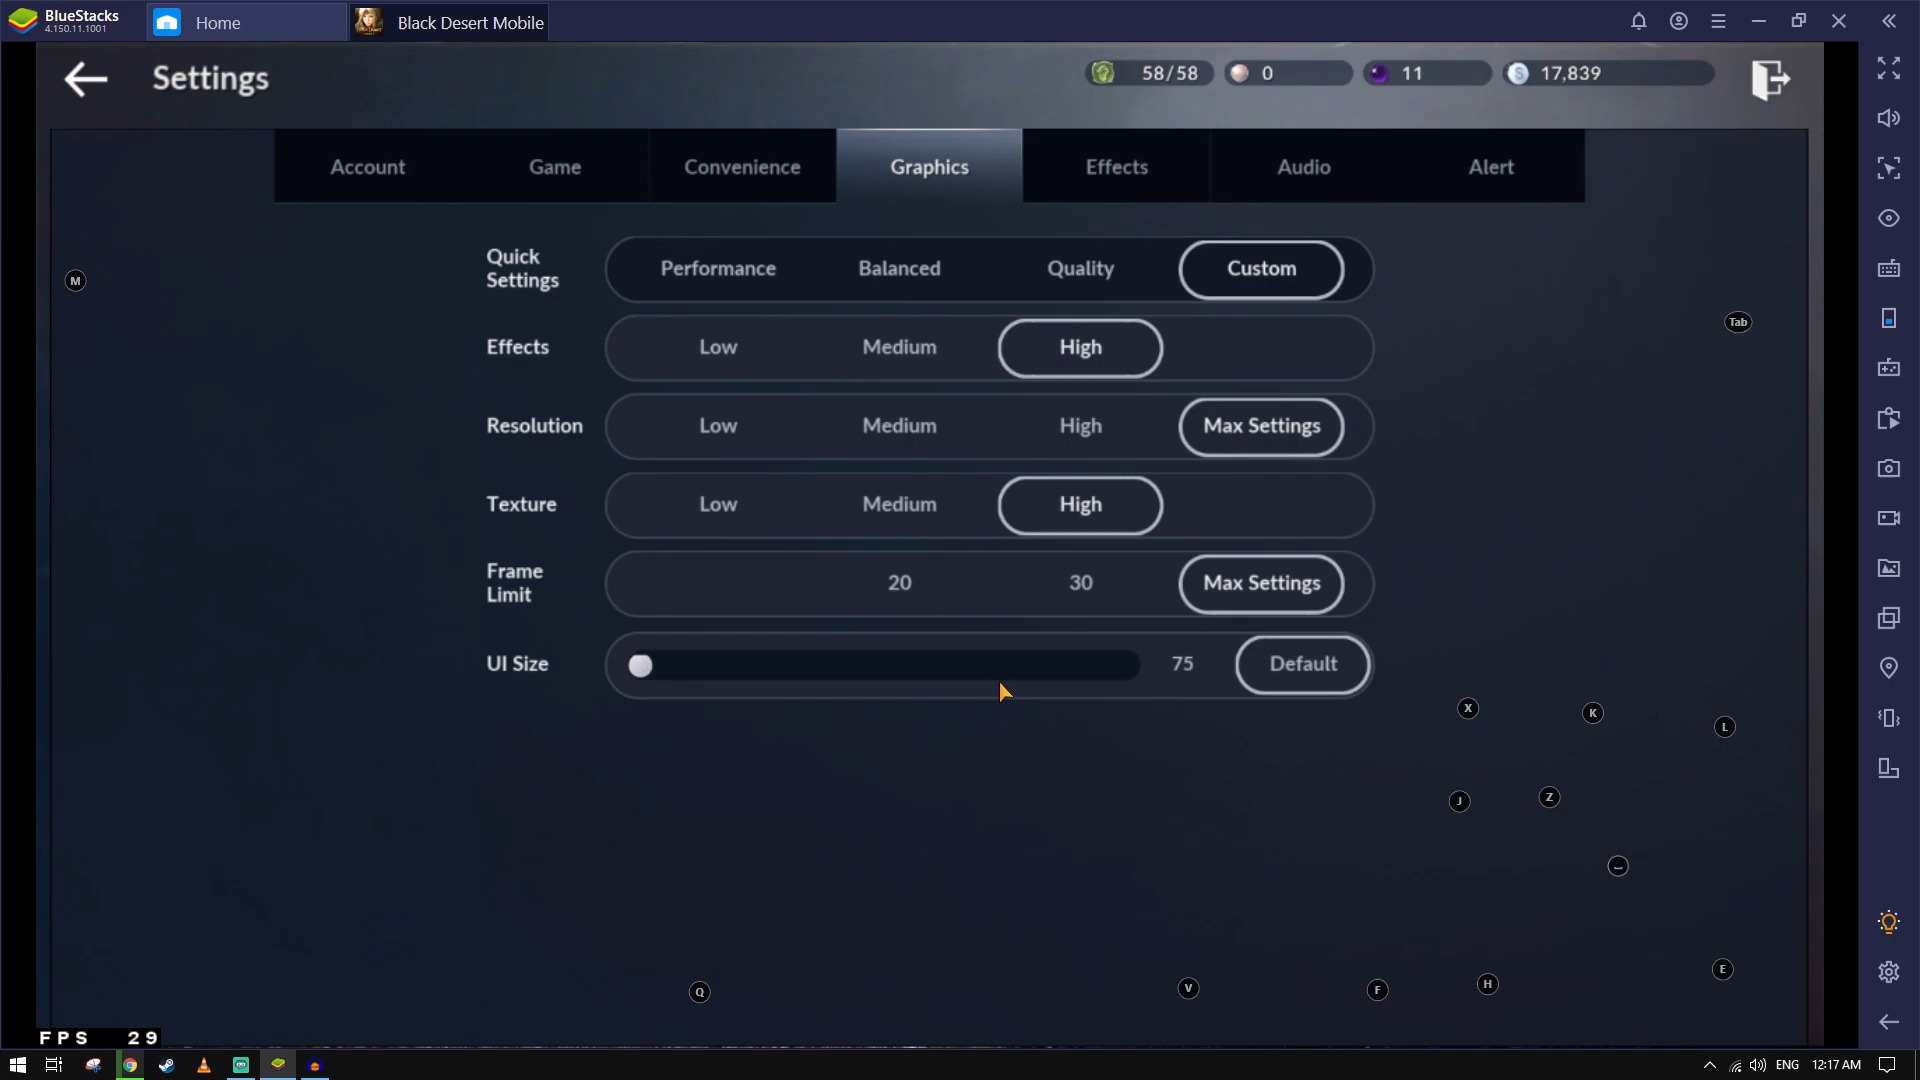 BlueStacks
4.150.11.1001
Home
Black Desert Mobile
Settings
58/58
0
11
17,839
Account
Game
Convenience
Graphics
Effects
Audio
Alert
Quick
Settings
Performance
Balanced
Quality
Custom
Effects
Low
Medium
High
Resolution
Low
Medium
High
Max Settings
Texture
Low
Medium
High
Frame
Limit
20
30
Max Settings
UI Size
75
Default
M
Tab
X
K
L
J
Z
E
Q
V
F
H
FPS 29
ENG
12:17 AM